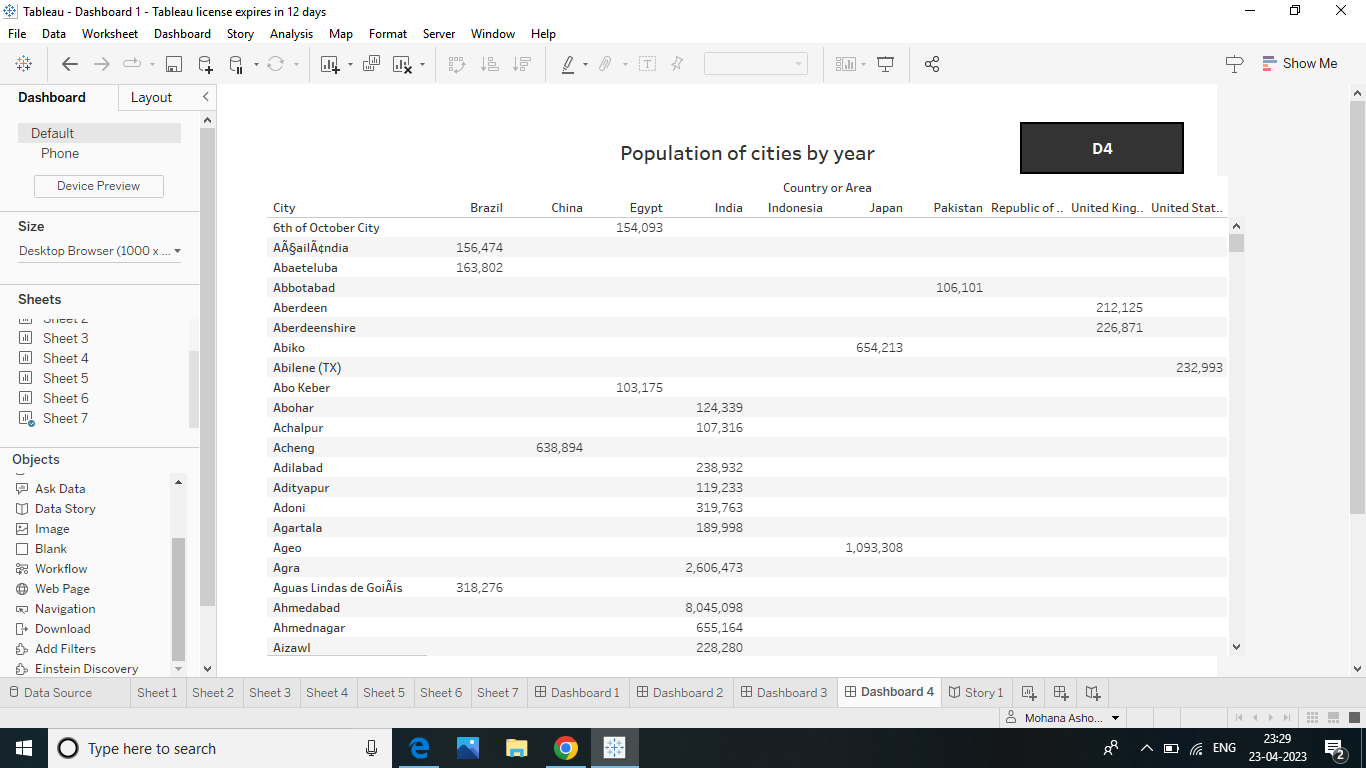 Tableau - Dashboard 1 - Tableau license expires in 12 days
File Data Worksheet Dashboard Story Analysis Map Format Server Window Help
Show Me
Dashboard Layout
Default
Phone
Device Preview
Size
Desktop Browser (1000 x ...
Sheets
Sheet 2
Sheet 3
Sheet 4
Sheet 5
Sheet 6
Sheet 7
Objects
Ask Data
Data Story
Image
Blank
Workflow
Web Page
Navigation
Download
Add Filters
Einstein Discovery
Population of cities by year
D4
Country or Area
City Brazil China Egypt India Indonesia Japan Pakistan Republic of .. United King.. United Stat..
6th of October City 154,093
AÃ§ailÃ¢ndia 156,474
Abaeteluba 163,802
Abbotabad 106,101
Aberdeen 212,125
Aberdeenshire 226,871
Abiko 654,213
Abilene (TX) 232,993
Abo Keber 103,175
Abohar 124,339
Achalpur 107,316
Acheng 638,894
Adilabad 238,932
Adityapur 119,233
Adoni 319,763
Agartala 189,998
Ageo 1,093,308
Agra 2,606,473
Aguas Lindas de GoiÃis 318,276
Ahmedabad 8,045,098
Ahmednagar 655,164
Aizawl 228,280
Data Source Sheet 1 Sheet 2 Sheet 3 Sheet 4 Sheet 5 Sheet 6 Sheet 7 Dashboard 1 Dashboard 2 Dashboard 3 Dashboard 4 Story 1
Mohana Asho...
Type here to search
ENG
23:29
23-04-2023
2